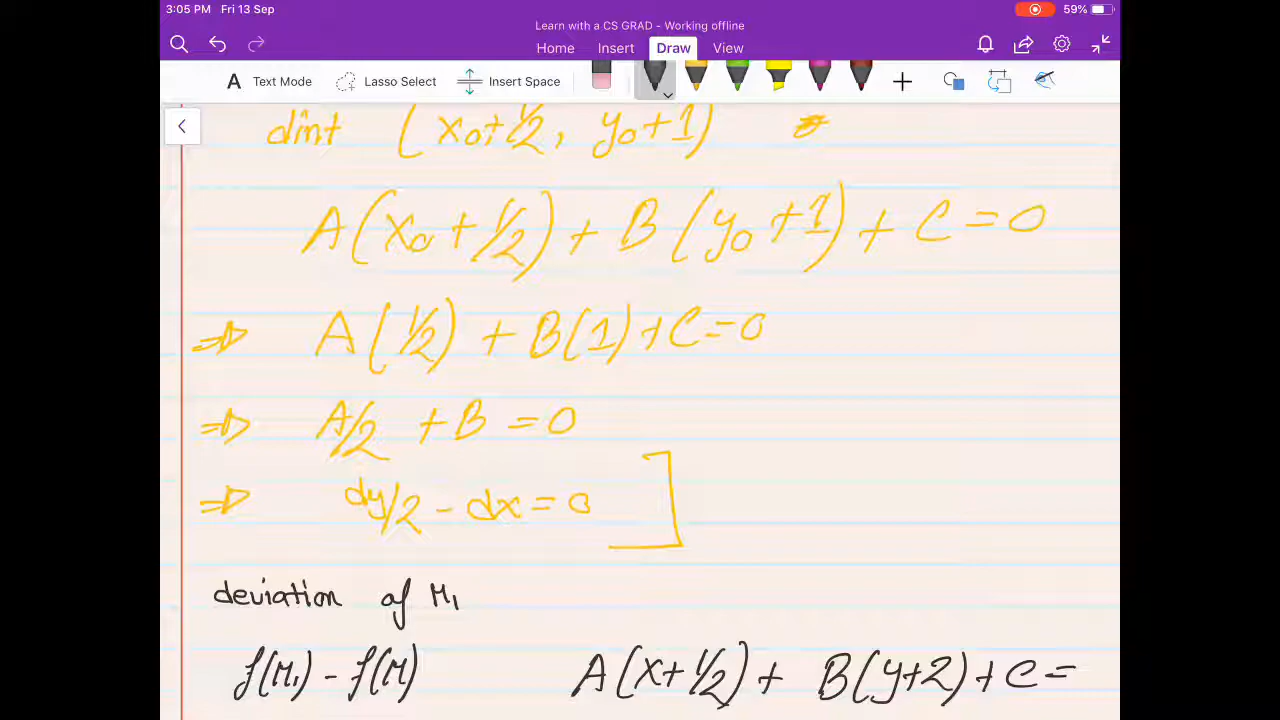 3:05 PM Fri 13 Sep
59%
Learn with a CS GRAD - Working offline
Home Insert Draw View
A Text Mode Lasso Select Insert Space
dint (x0+1/2, y0+1)
A(x0+1/2) + B(y0+1) + C=0
⇒ A(1/2) + B(1)+C=0
⇒ A/2 + B = 0
⇒ dy/2 - dx = 0
deviation of M1
f(M1) - f(M) A(x+1/2)+ B(y+2)+C=